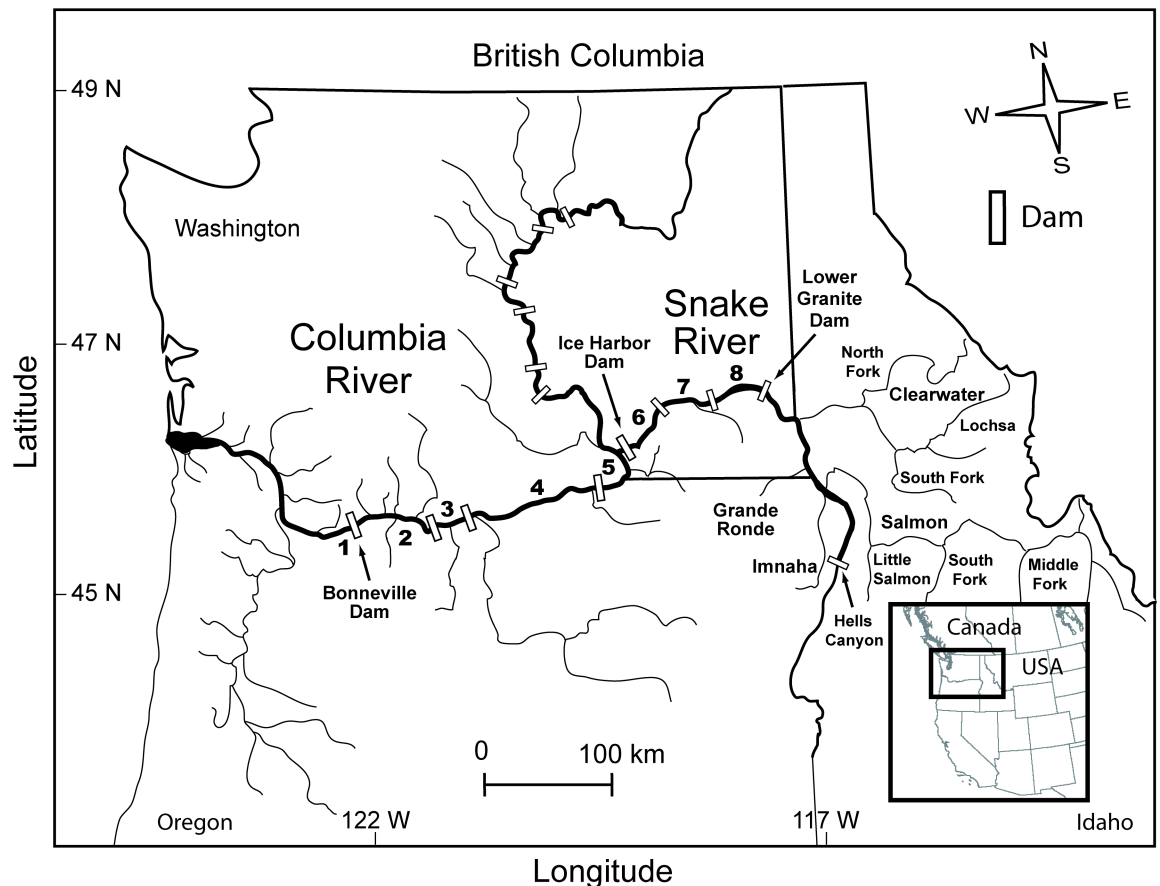 British Columbia
49 N
N
W
E
S
Washington
Dam
Lower
Granite
Dam
Snake
River
Columbia
River
47 N
Ice Harbor
Dam
North
Fork
8
7
6
Clearwater
Lochsa
5
4
South Fork
3
2
1
Grande
Ronde
Salmon
Imnaha
Little
Salmon
South
Fork
Middle
Fork
Bonneville
Dam
45 N
Hells
Canyon
Canada
USA
0
100 km
Oregon
122 W
117 W
Idaho
Latitude
Longitude